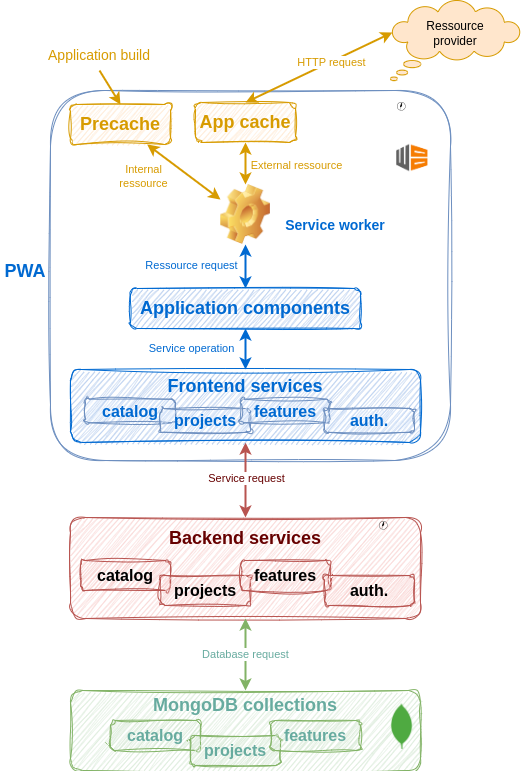 Ressource
provider
Application build
HTTP request
Precache
App cache
Internal
ressource
External ressource
Service worker
PWA
Ressource request
Application components
Service operation
Frontend services
catalog
projects
features
auth.
Service request
Backend services
catalog
projects
features
auth.
Database request
MongoDB collections
catalog
projects
features